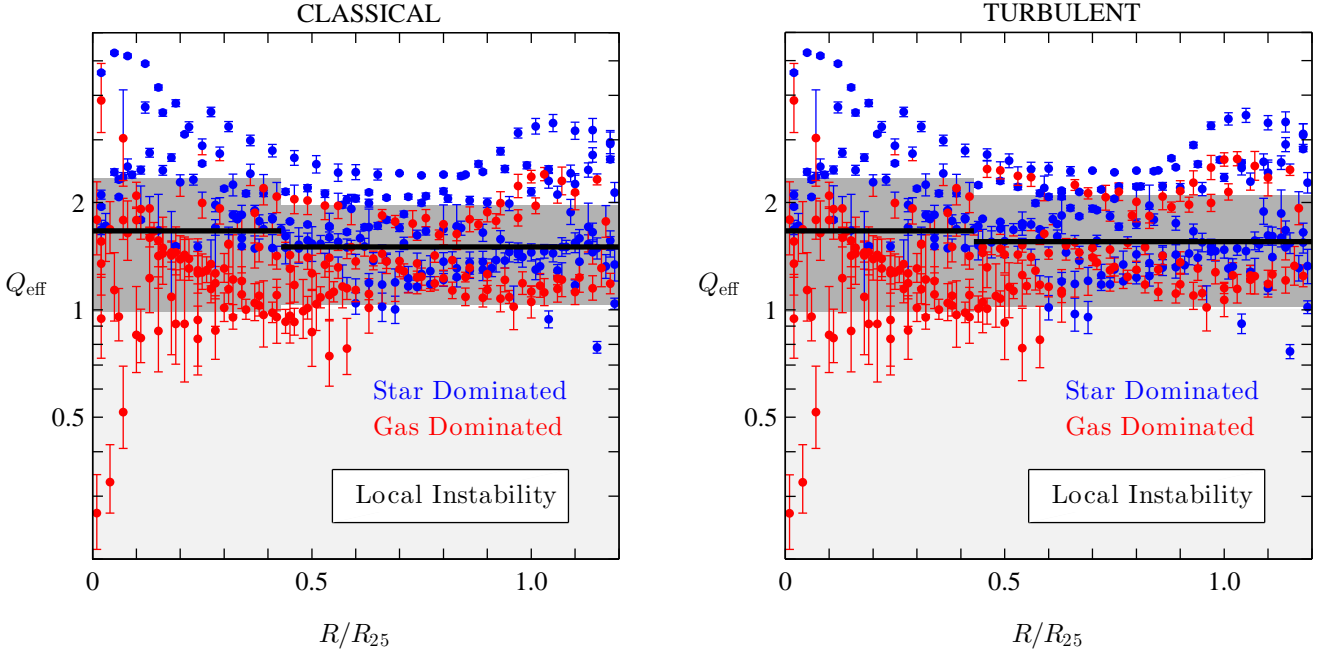 CLASSICAL
2
Q_eff
1
0.5
Star Dominated
Gas Dominated
Local Instability
0
0.5
1.0
R/R_25
TURBULENT
2
Q_eff
1
0.5
Star Dominated
Gas Dominated
Local Instability
0
0.5
1.0
R/R_25